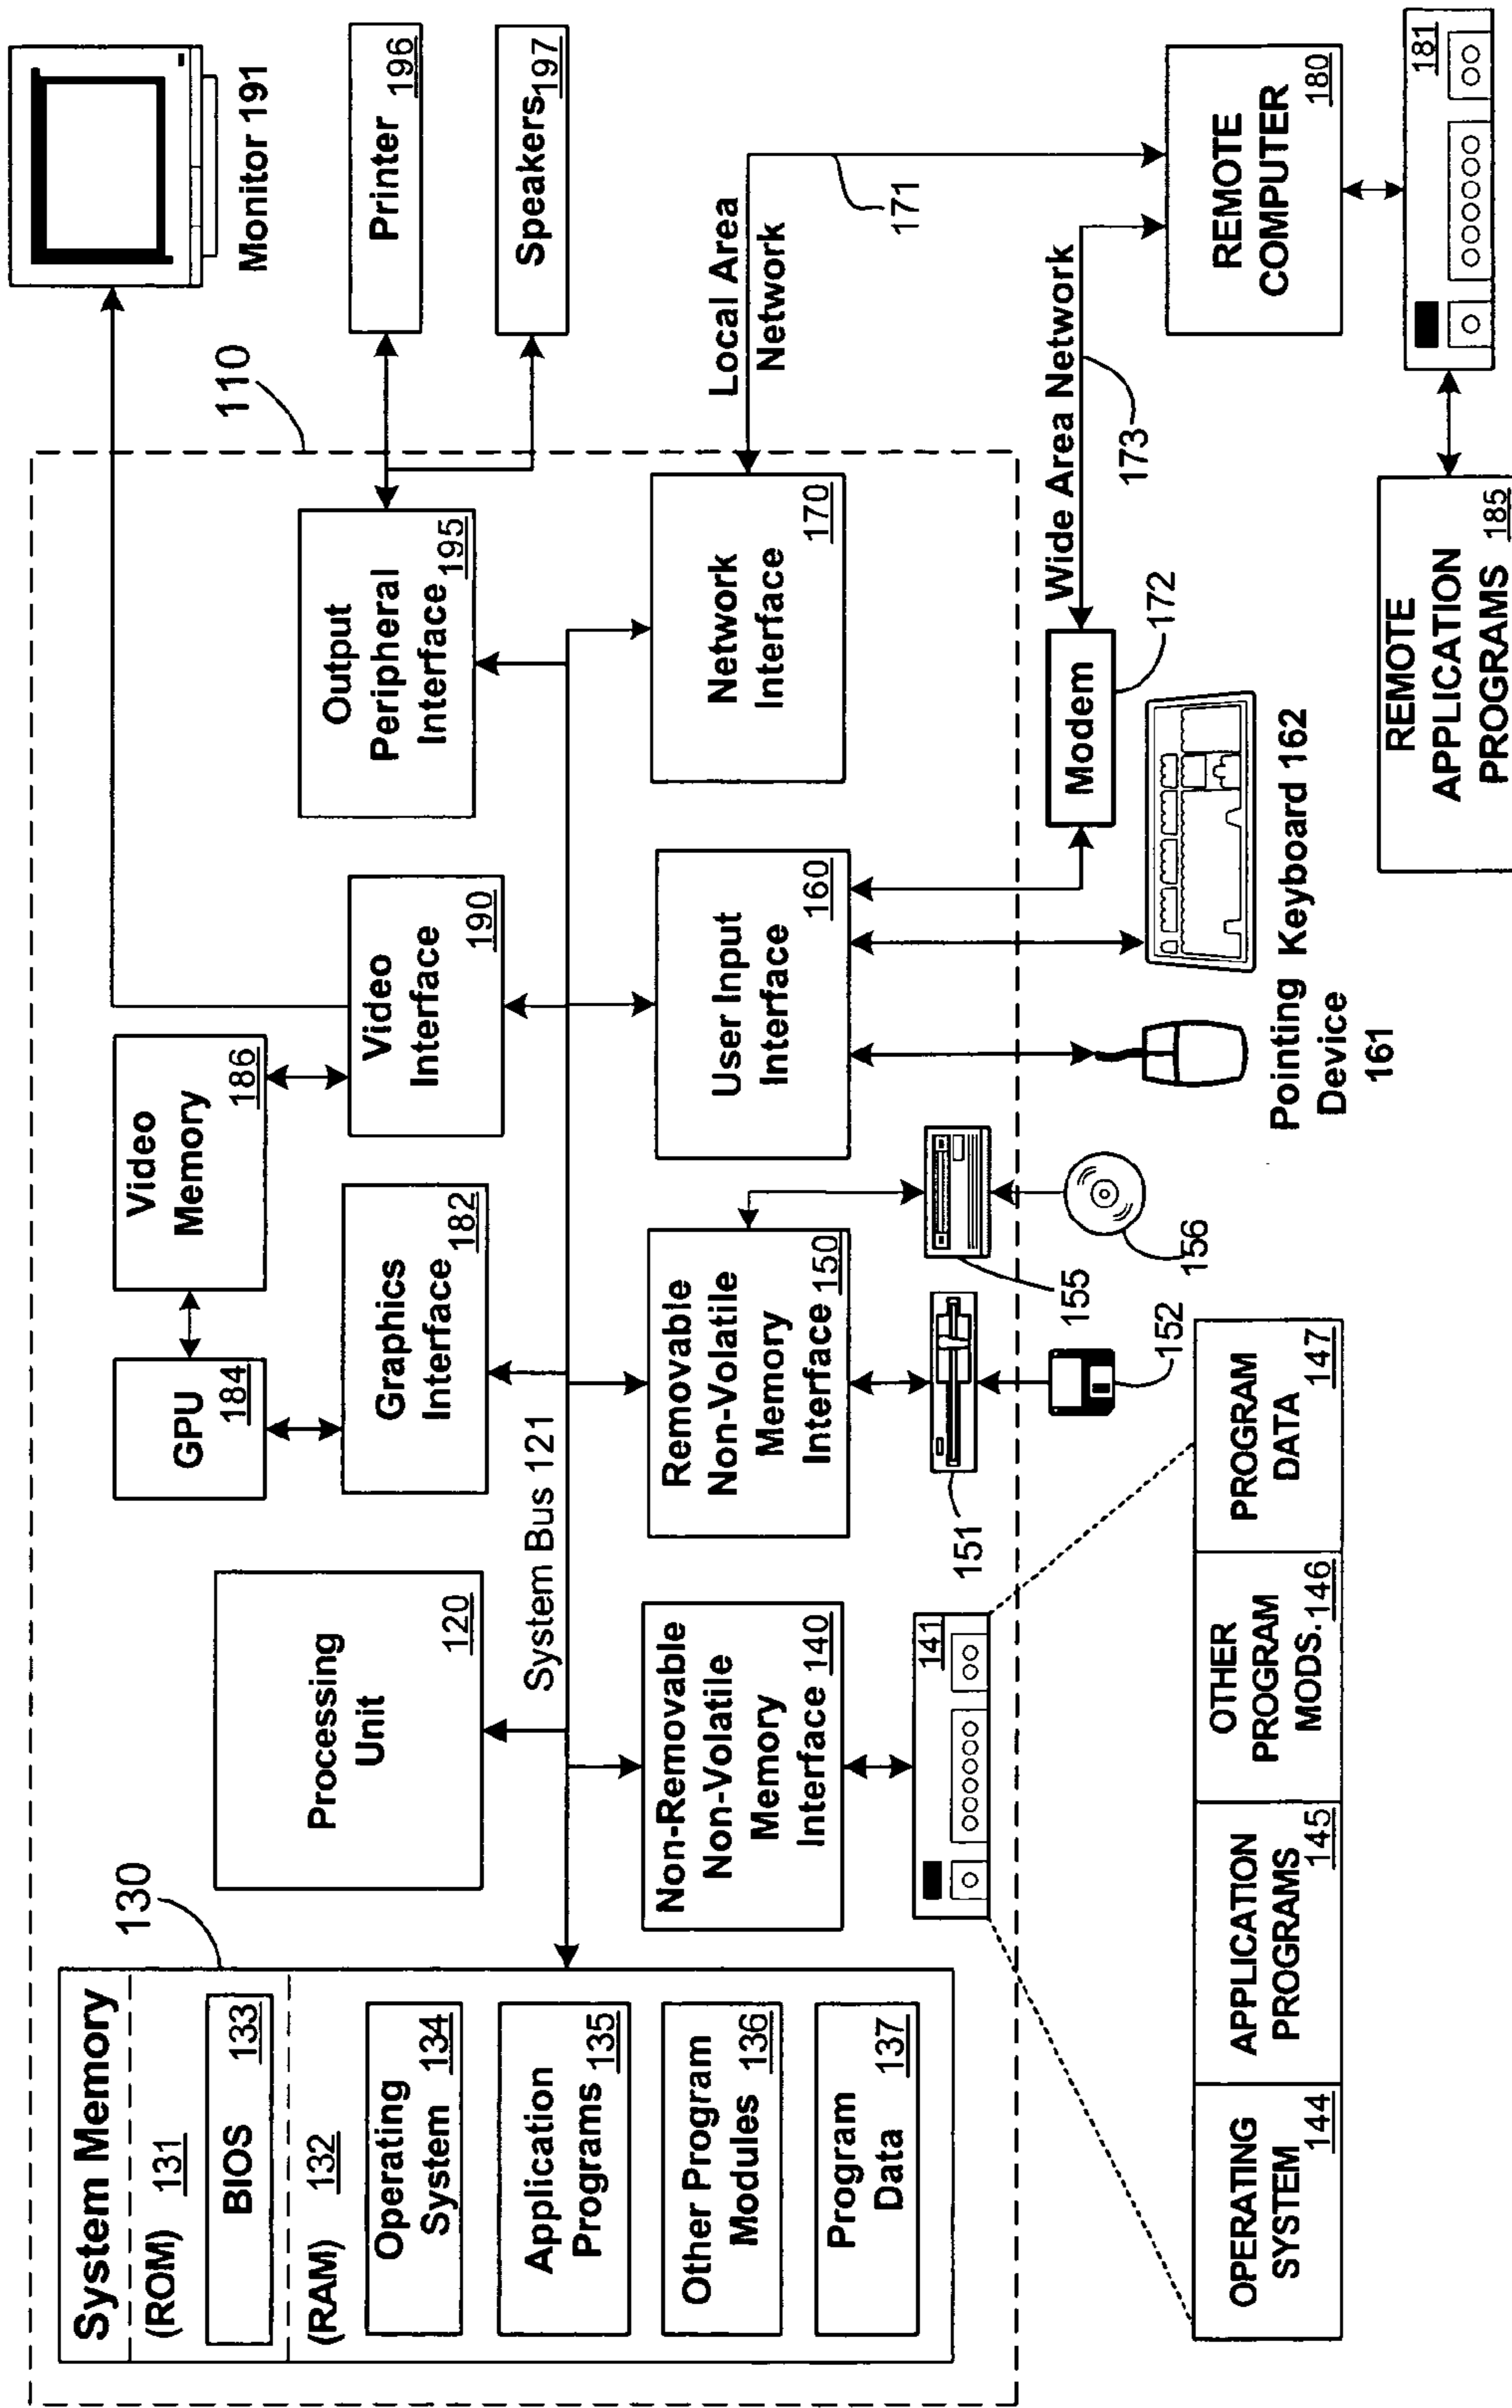 System Memory
130
(ROM) 131
BIOS 133
(RAM) 132
Operating
System 134
Application
Programs 135
Other Program
Modules 136
Program
Data 137
Processing
Unit
120
System Bus 121
GPU
184
Video
Memory
186
Graphics
Interface
182
Video
Interface
190
Output
Peripheral
Interface 195
110
Monitor 191
Printer
196
Speakers 197
Non-Removable
Non-Volatile
Memory
Interface 140
Removable
Non-Volatile
Memory
Interface 150
User Input
Interface
160
Network
Interface
170
Local Area
Network
171
141
151
152
155
156
Modem
172
Wide Area Network
173
Pointing
Device
161
Keyboard 162
REMOTE
COMPUTER
180
181
OPERATING
SYSTEM 144
APPLICATION
PROGRAMS 145
OTHER
PROGRAM
MODS. 146
PROGRAM
DATA 147
REMOTE
APPLICATION
PROGRAMS 185